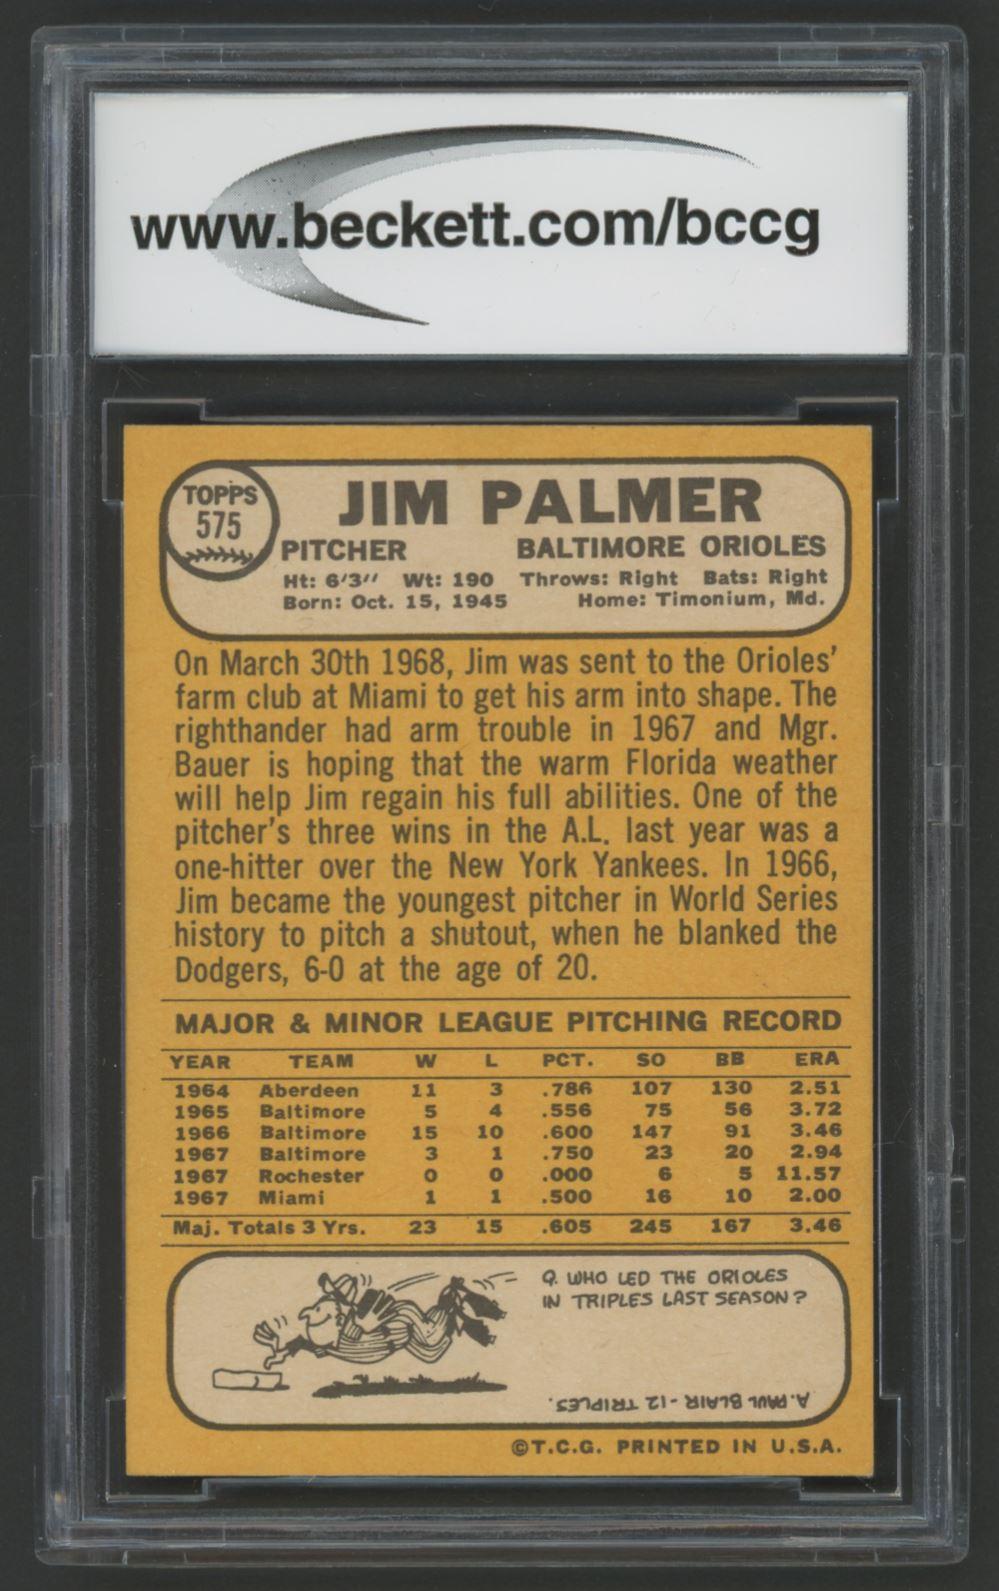 www.beckett.com/bccg
TOPPS
575
JIM PALMER
PITCHER BALTIMORE ORIOLES
Ht: 6'3'' Wt: 190 Throws: Right Bats: Right
Born: Oct. 15, 1945 Home: Timonium, Md.
On March 30th 1968, Jim was sent to the Orioles'
farm club at Miami to get his arm into shape. The
righthander had arm trouble in 1967 and Mgr.
Bauer is hoping that the warm Florida weather
will help Jim regain his full abilities. One of the
pitcher's three wins in the A.L. last year was a
one-hitter over the New York Yankees. In 1966,
Jim became the youngest pitcher in World Series
history to pitch a shutout, when he blanked the
Dodgers, 6-0 at the age of 20.
MAJOR & MINOR LEAGUE PITCHING RECORD
YEAR TEAM W L PCT. SO BB ERA
1964 Aberdeen 11 3 .786 107 130 2.51
1965 Baltimore 5 4 .556 75 56 3.72
1966 Baltimore 15 10 .600 147 91 3.46
1967 Baltimore 3 1 .750 23 20 2.94
1967 Rochester 0 0 .000 6 5 11.57
1967 Miami 1 1 .500 16 10 2.00
Maj. Totals 3 Yrs. 23 15 .605 245 167 3.46
Q. WHO LED THE ORIOLES
IN TRIPLES LAST SEASON?
A. PAUL BLAIR-12 TRIPLES.
©T.C.G. PRINTED IN U.S.A.